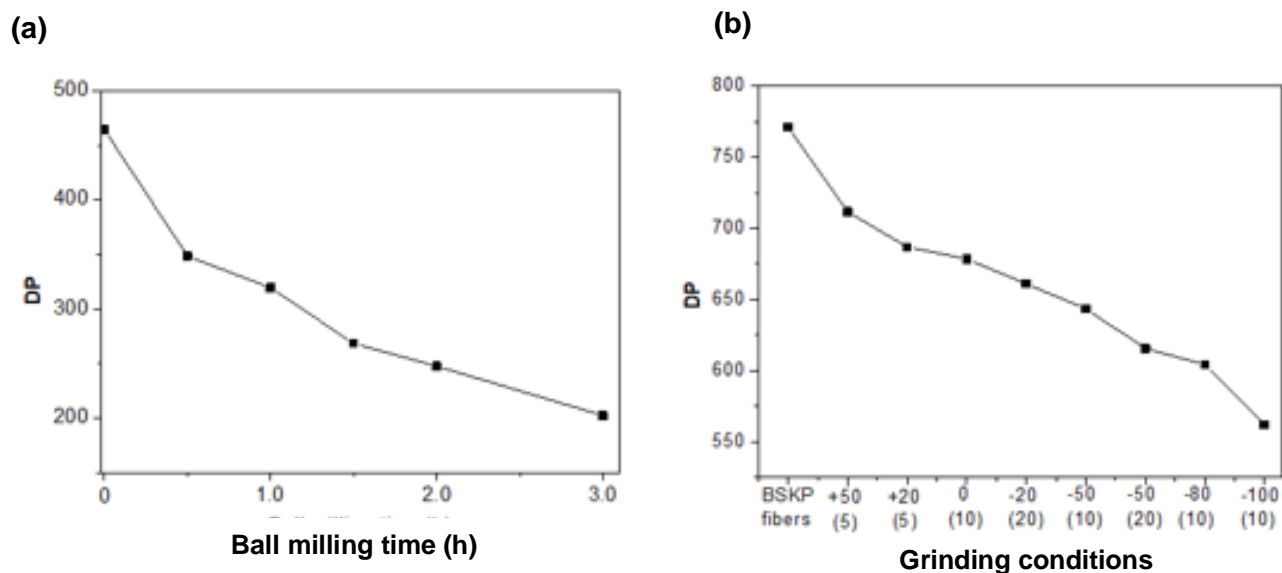 (a)
500
400
300
200
DP
0 1.0 2.0 3.0
Ball milling time (h)
(b)
800
750
700
650
600
550
DP
BSKP +50 +20 0 -20 -50 -50 -80 -100
fibers (5) (5) (10) (20) (10) (20) (10) (10)
Grinding conditions